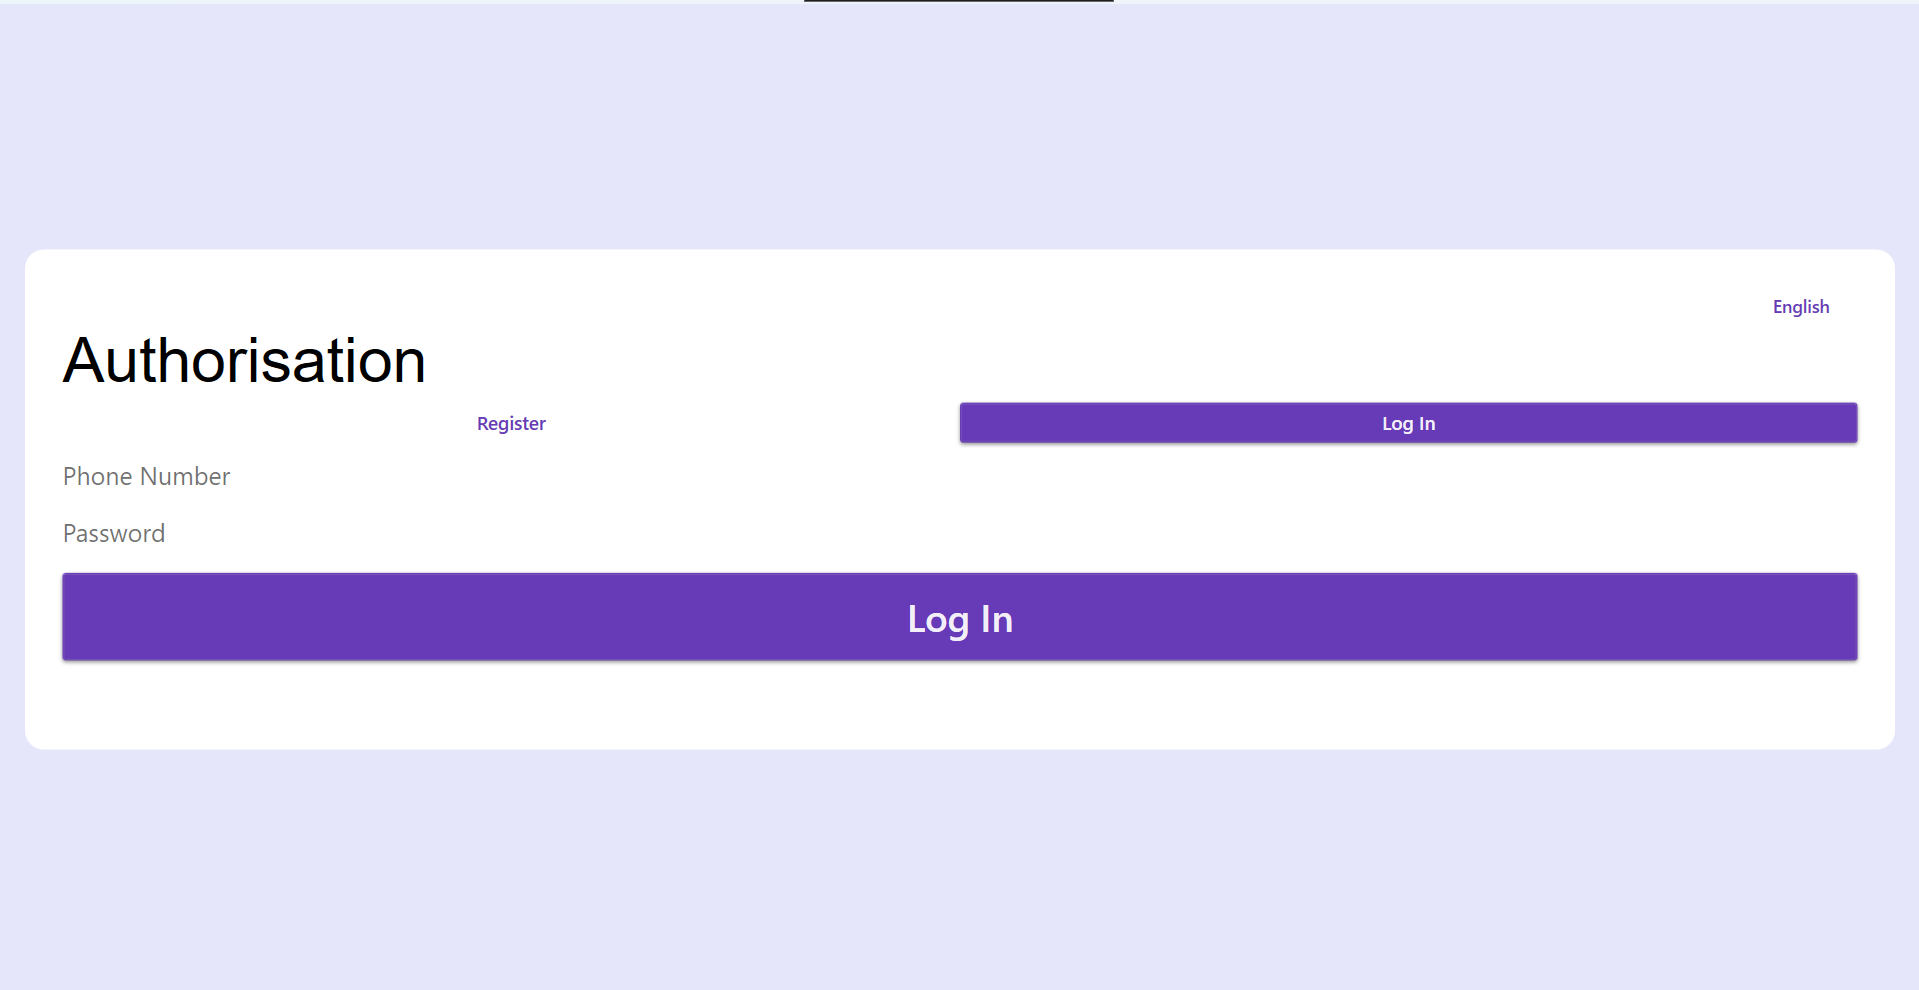 English
Authorisation
Register
Log In
Phone Number
Password
Log In